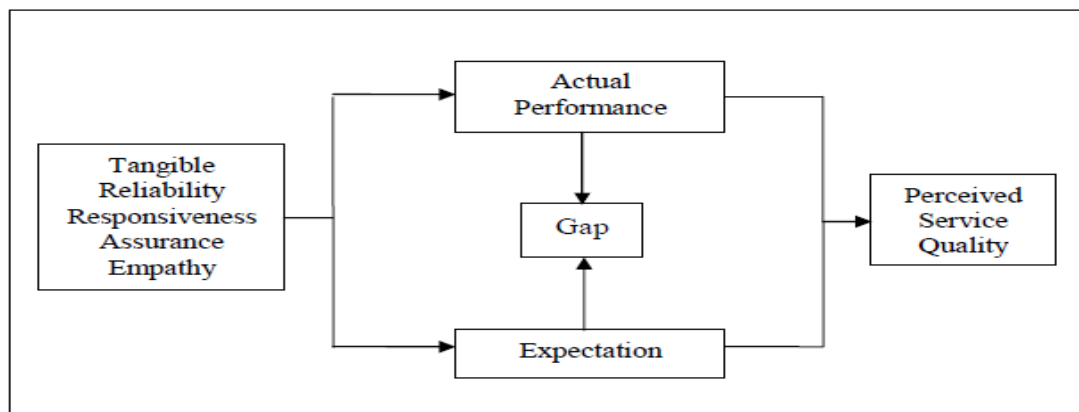 Tangible
Reliability
Responsiveness
Assurance
Empathy
Actual
Performance
Gap
Expectation
Perceived
Service
Quality